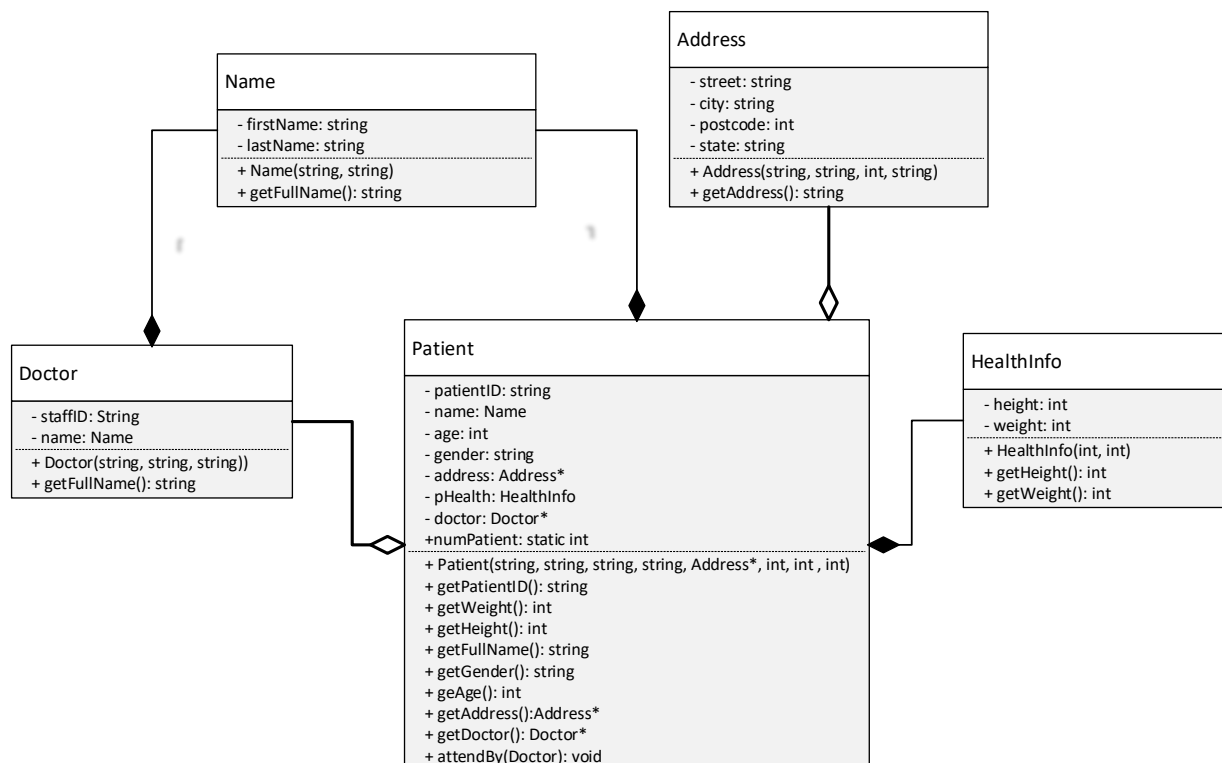 Name
- firstName: string
- lastName: string
+ Name(string, string)
+ getFullName(): string
Address
- street: string
- city: string
- postcode: int
- state: string
+ Address(string, string, int, string)
+ getAddress(): string
Doctor
- staffID: String
- name: Name
+ Doctor(string, string, string))
+ getFullName(): string
Patient
- patientID: string
- name: Name
- age: int
- gender: string
- address: Address*
- pHealth: HealthInfo
- doctor: Doctor*
+numPatient: static int
+ Patient(string, string, string, string, Address*, int, int , int)
+ getPatientID(): string
+ getWeight(): int
+ getHeight(): int
+ getFullName(): string
+ getGender(): string
+ geAge(): int
+ getAddress():Address*
+ getDoctor(): Doctor*
+ attendBy(Doctor): void
HealthInfo
- height: int
- weight: int
+ HealthInfo(int, int)
+ getHeight(): int
+ getWeight(): int